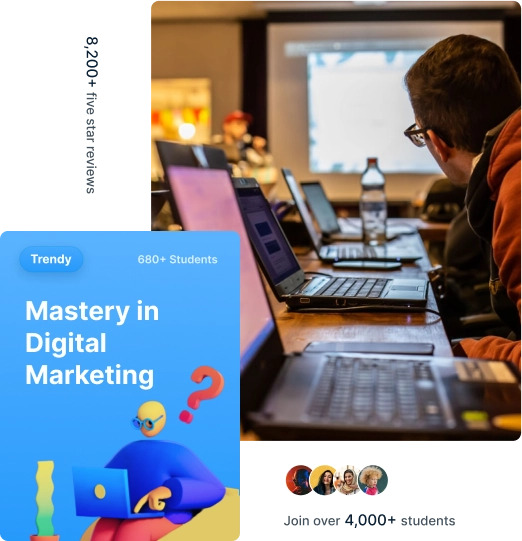 8,200+ five star reviews
Trendy
680+ Students
Mastery in
Digital
Marketing
Join over 4,000+ students